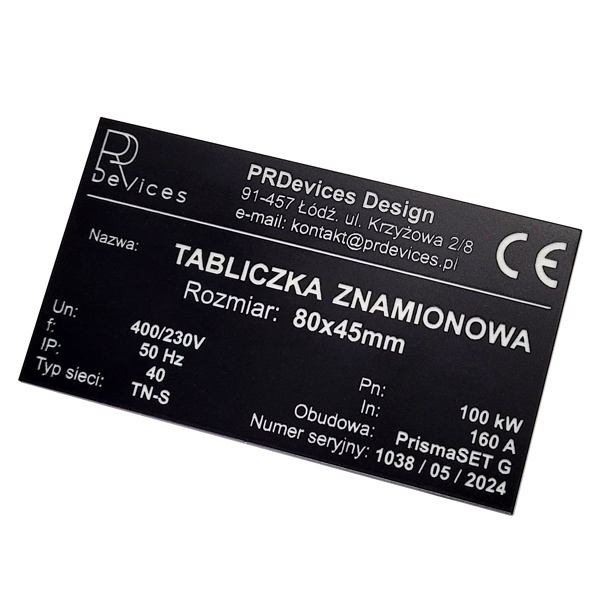 PR
DeVices
PRDevices Design
91-457 Łódź, ul. Krzyżowa 2/8
e-mail: kontakt@prdevices.pl
CE
Nazwa: TABLICZKA ZNAMIONOWA
Rozmiar: 80x45mm
Un: 400/230V
f: 50 Hz
IP: 40
Typ sieci: TN-S
Pn: 100 kW
In: 160 A
Obudowa: PrismaSET G
Numer seryjny: 1038 / 05 / 2024